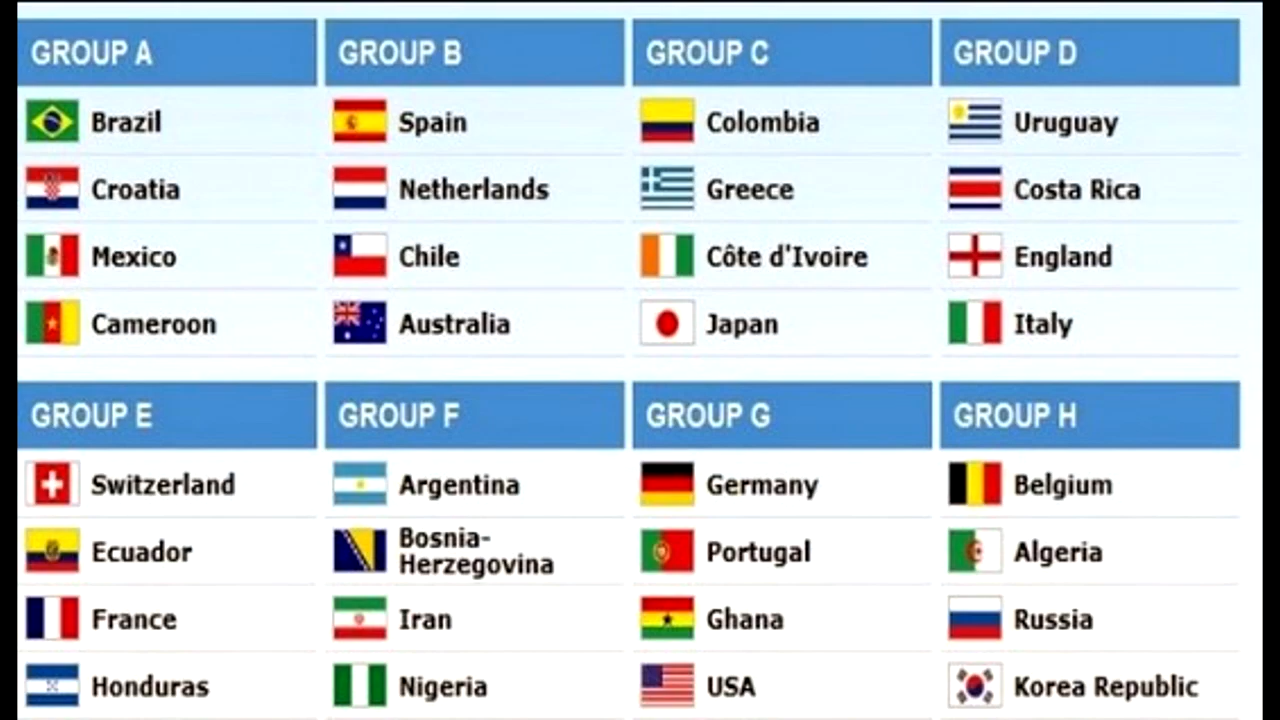 GROUP A
Brazil
Croatia
Mexico
Cameroon
GROUP B
Spain
Netherlands
Chile
Australia
GROUP C
Colombia
Greece
Côte d'Ivoire
Japan
GROUP D
Uruguay
Costa Rica
England
Italy
GROUP E
Switzerland
Ecuador
France
Honduras
GROUP F
Argentina
Bosnia-
Herzegovina
Iran
Nigeria
GROUP G
Germany
Portugal
Ghana
USA
GROUP H
Belgium
Algeria
Russia
Korea Republic